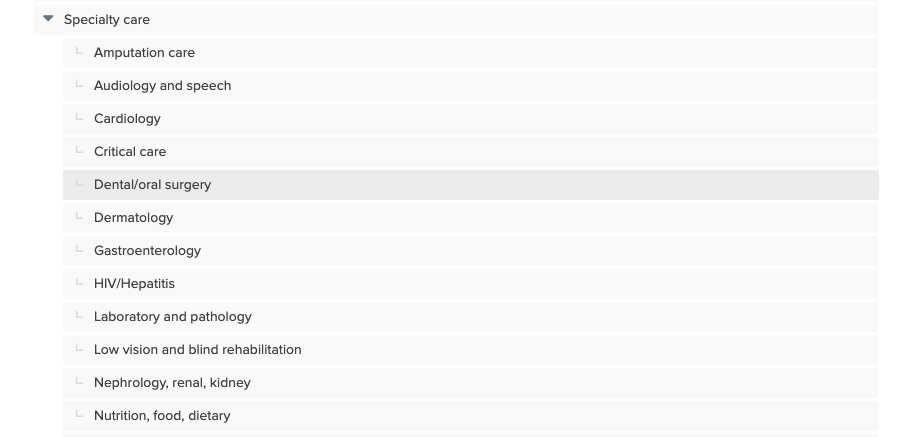 Specialty care
Amputation care
Audiology and speech
Cardiology
Critical care
Dental/oral surgery
Dermatology
Gastroenterology
HIV/Hepatitis
Laboratory and pathology
Low vision and blind rehabilitation
Nephrology, renal, kidney
Nutrition, food, dietary